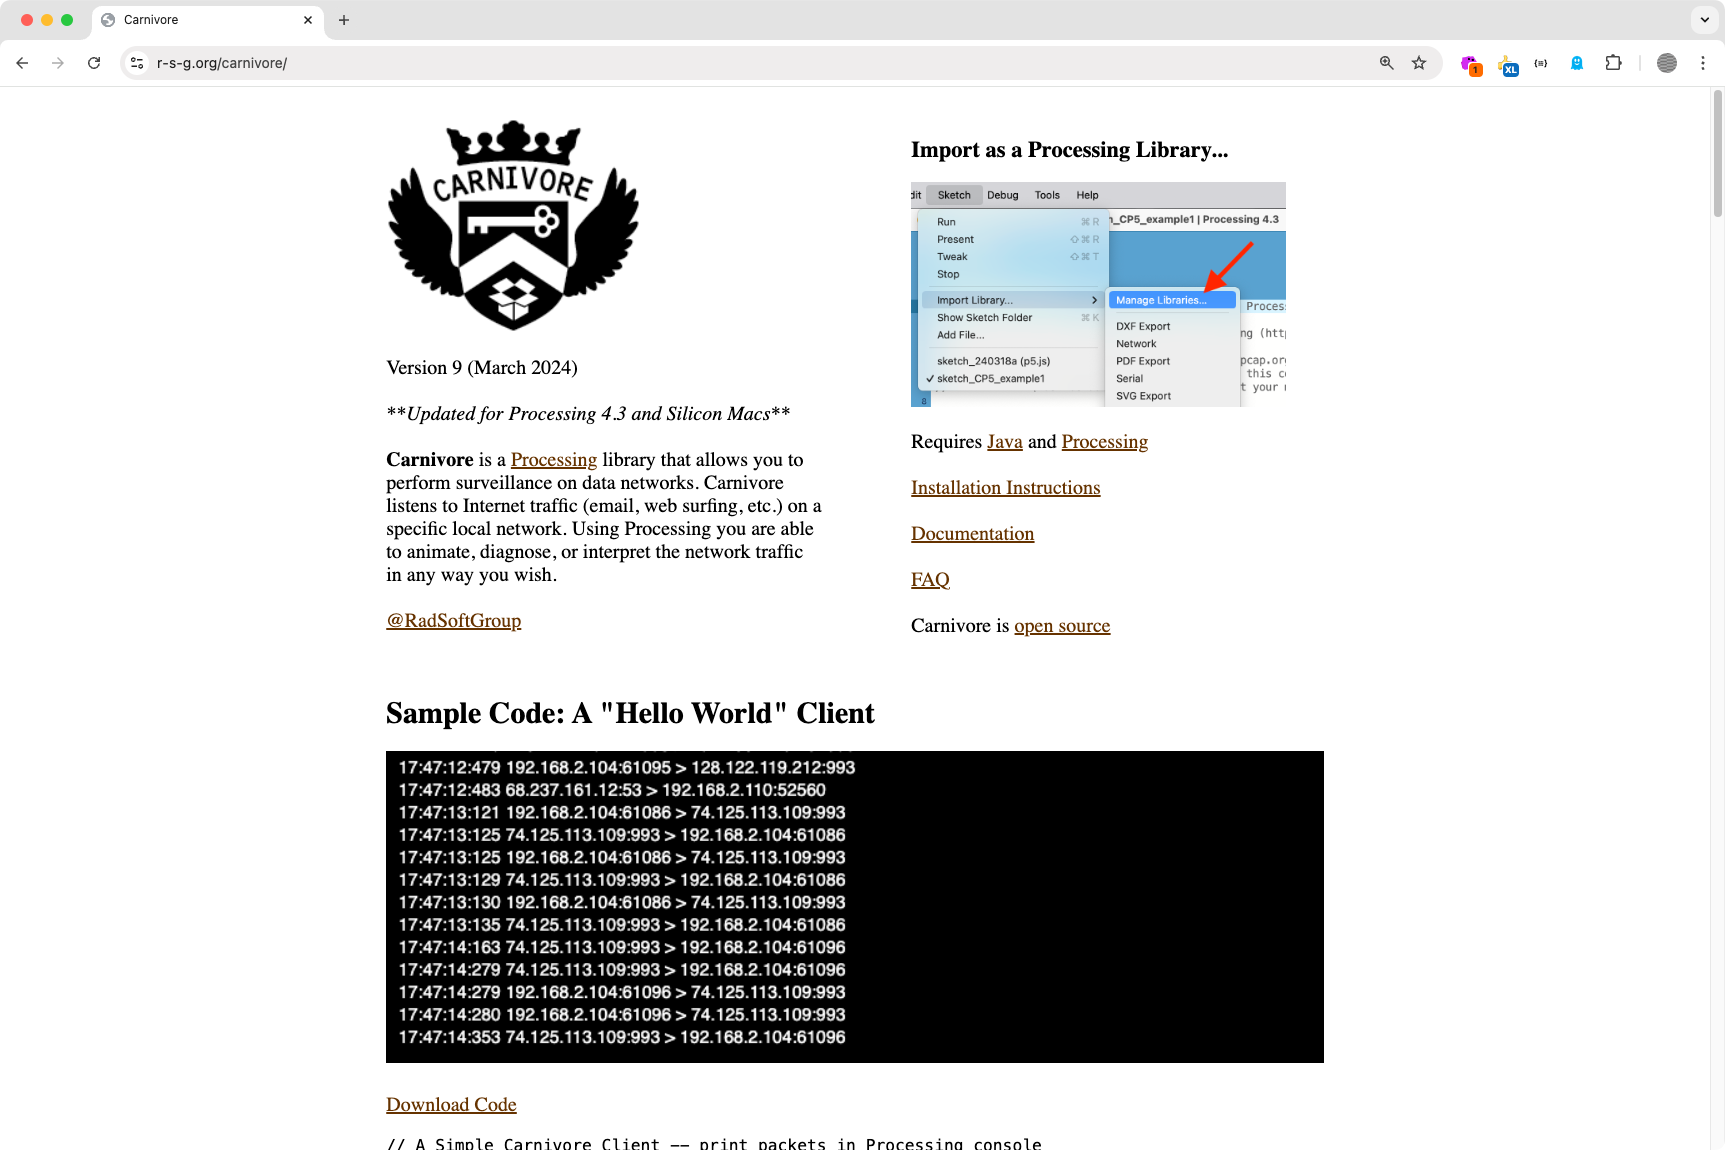 Carnivore
r-s-g.org/carnivore/
1
XL
CARNIVORE
Version 9 (March 2024)
**Updated for Processing 4.3 and Silicon Macs**
Carnivore is a Processing library that allows you to
perform surveillance on data networks. Carnivore
listens to Internet traffic (email, web surfing, etc.) on a
specific local network. Using Processing you are able
to animate, diagnose, or interpret the network traffic
in any way you wish.
@RadSoftGroup
Import as a Processing Library...
dit Sketch Debug Tools Help
_CP5_example1 | Processing 4.3
Run ⌘ R
Present ⇧ ⌘ R
Tweak ⇧ ⌘ T
Stop
Import Library... >
Show Sketch Folder ⌘ K
Add File...
sketch_240318a (p5.js)
✓ sketch_CP5_example1
Manage Libraries...
DXF Export
Network
PDF Export
Serial
SVG Export
Process
ng (http
pcap.org
this co
t your
8
Requires Java and Processing
Installation Instructions
Documentation
FAQ
Carnivore is open source
Sample Code: A "Hello World" Client
17:47:12:479 192.168.2.104:61095 > 128.122.119.212:993
17:47:12:483 68.237.161.12:53 > 192.168.2.110:52560
17:47:13:121 192.168.2.104:61086 > 74.125.113.109:993
17:47:13:125 74.125.113.109:993 > 192.168.2.104:61086
17:47:13:125 192.168.2.104:61086 > 74.125.113.109:993
17:47:13:129 74.125.113.109:993 > 192.168.2.104:61086
17:47:13:130 192.168.2.104:61086 > 74.125.113.109:993
17:47:13:135 74.125.113.109:993 > 192.168.2.104:61086
17:47:14:163 74.125.113.109:993 > 192.168.2.104:61096
17:47:14:279 74.125.113.109:993 > 192.168.2.104:61096
17:47:14:279 192.168.2.104:61096 > 74.125.113.109:993
17:47:14:280 192.168.2.104:61096 > 74.125.113.109:993
17:47:14:353 74.125.113.109:993 > 192.168.2.104:61096
Download Code
// A Simple Carnivore Client -- print packets in Processing console